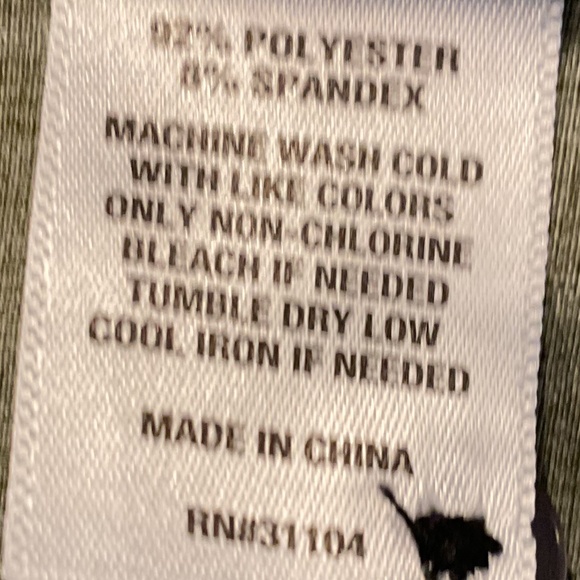 92% POLYESTER
8% SPANDEX
MACHINE WASH COLD
WITH LIKE COLORS
ONLY NON-CHLORINE
BLEACH IF NEEDED
TUMBLE DRY LOW
COOL IRON IF NEEDED
MADE IN CHINA
RN#31104